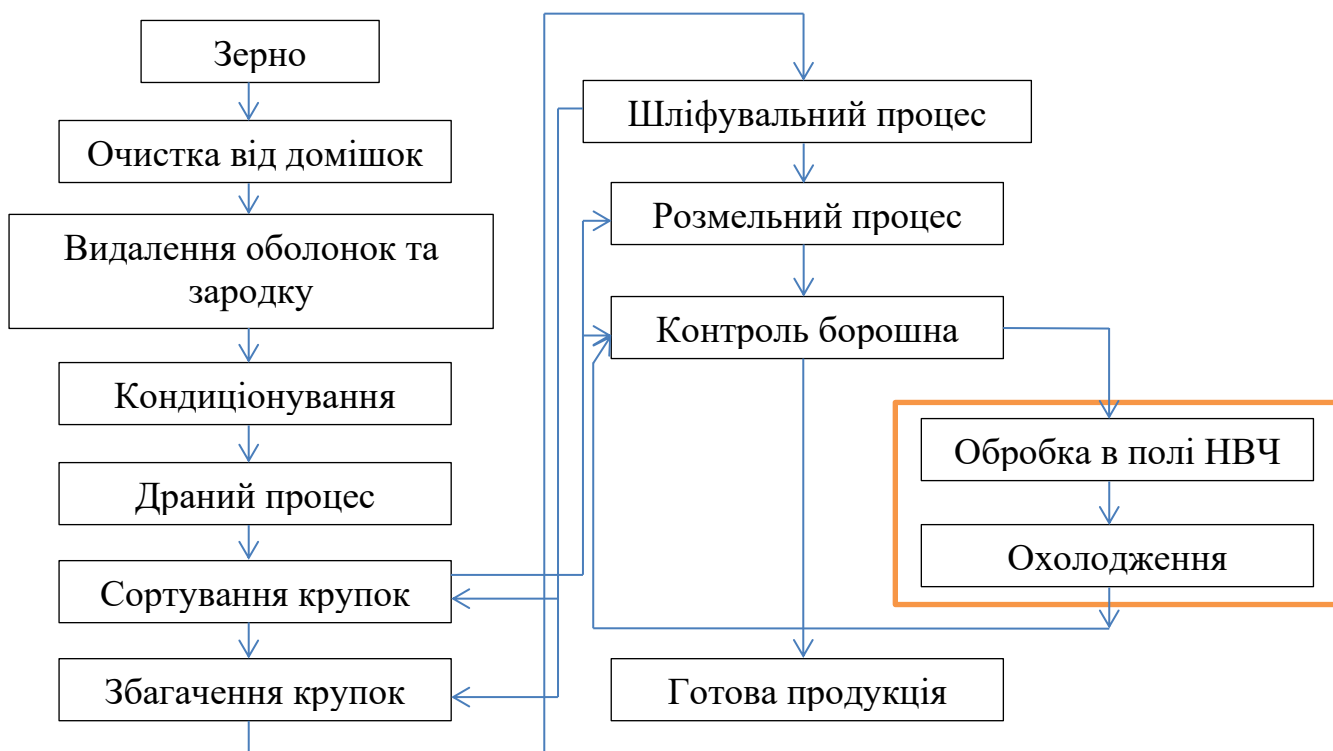 Зерно
Очистка від домішок
Видалення оболонок та
зародку
Кондиціонування
Драний процес
Сортування крупок
Збагачення крупок
Шліфувальний процес
Розмельний процес
Контроль борошна
Обробка в полі НВЧ
Охолодження
Готова продукція